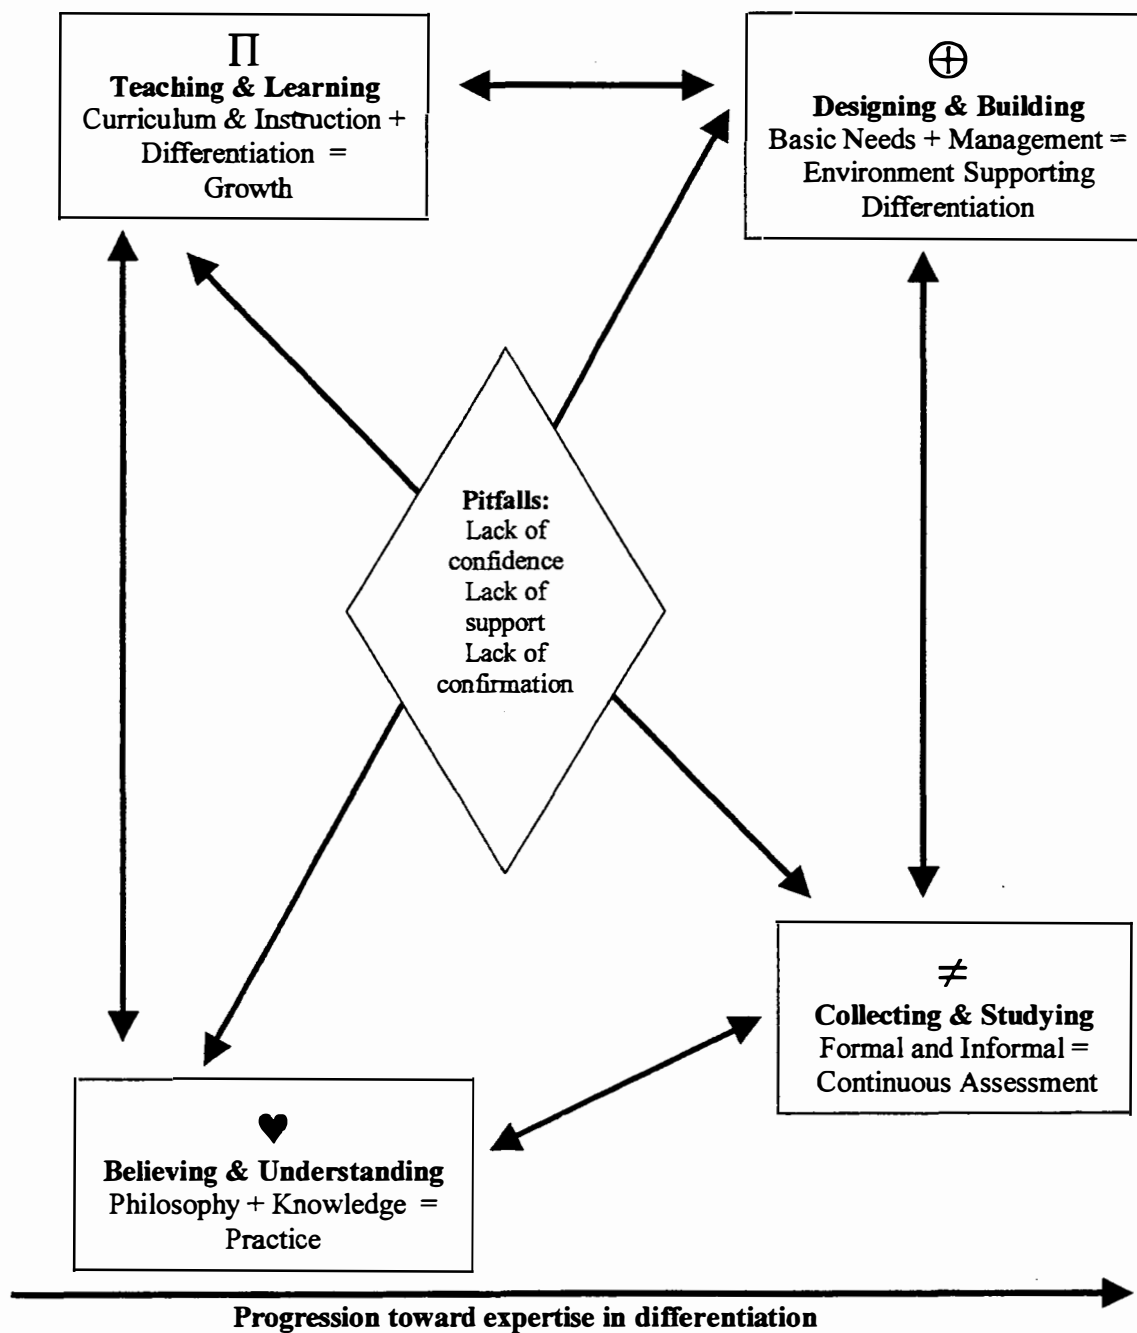 ∏
Teaching & Learning
Curriculum & Instruction +
Differentiation =
Growth
⊕
Designing & Building
Basic Needs + Management =
Environment Supporting
Differentiation
Pitfalls:
Lack of
confidence
Lack of
support
Lack of
confirmation
≠
Collecting & Studying
Formal and Informal =
Continuous Assessment
♥
Believing & Understanding
Philosophy + Knowledge =
Practice
Progression toward expertise in differentiation